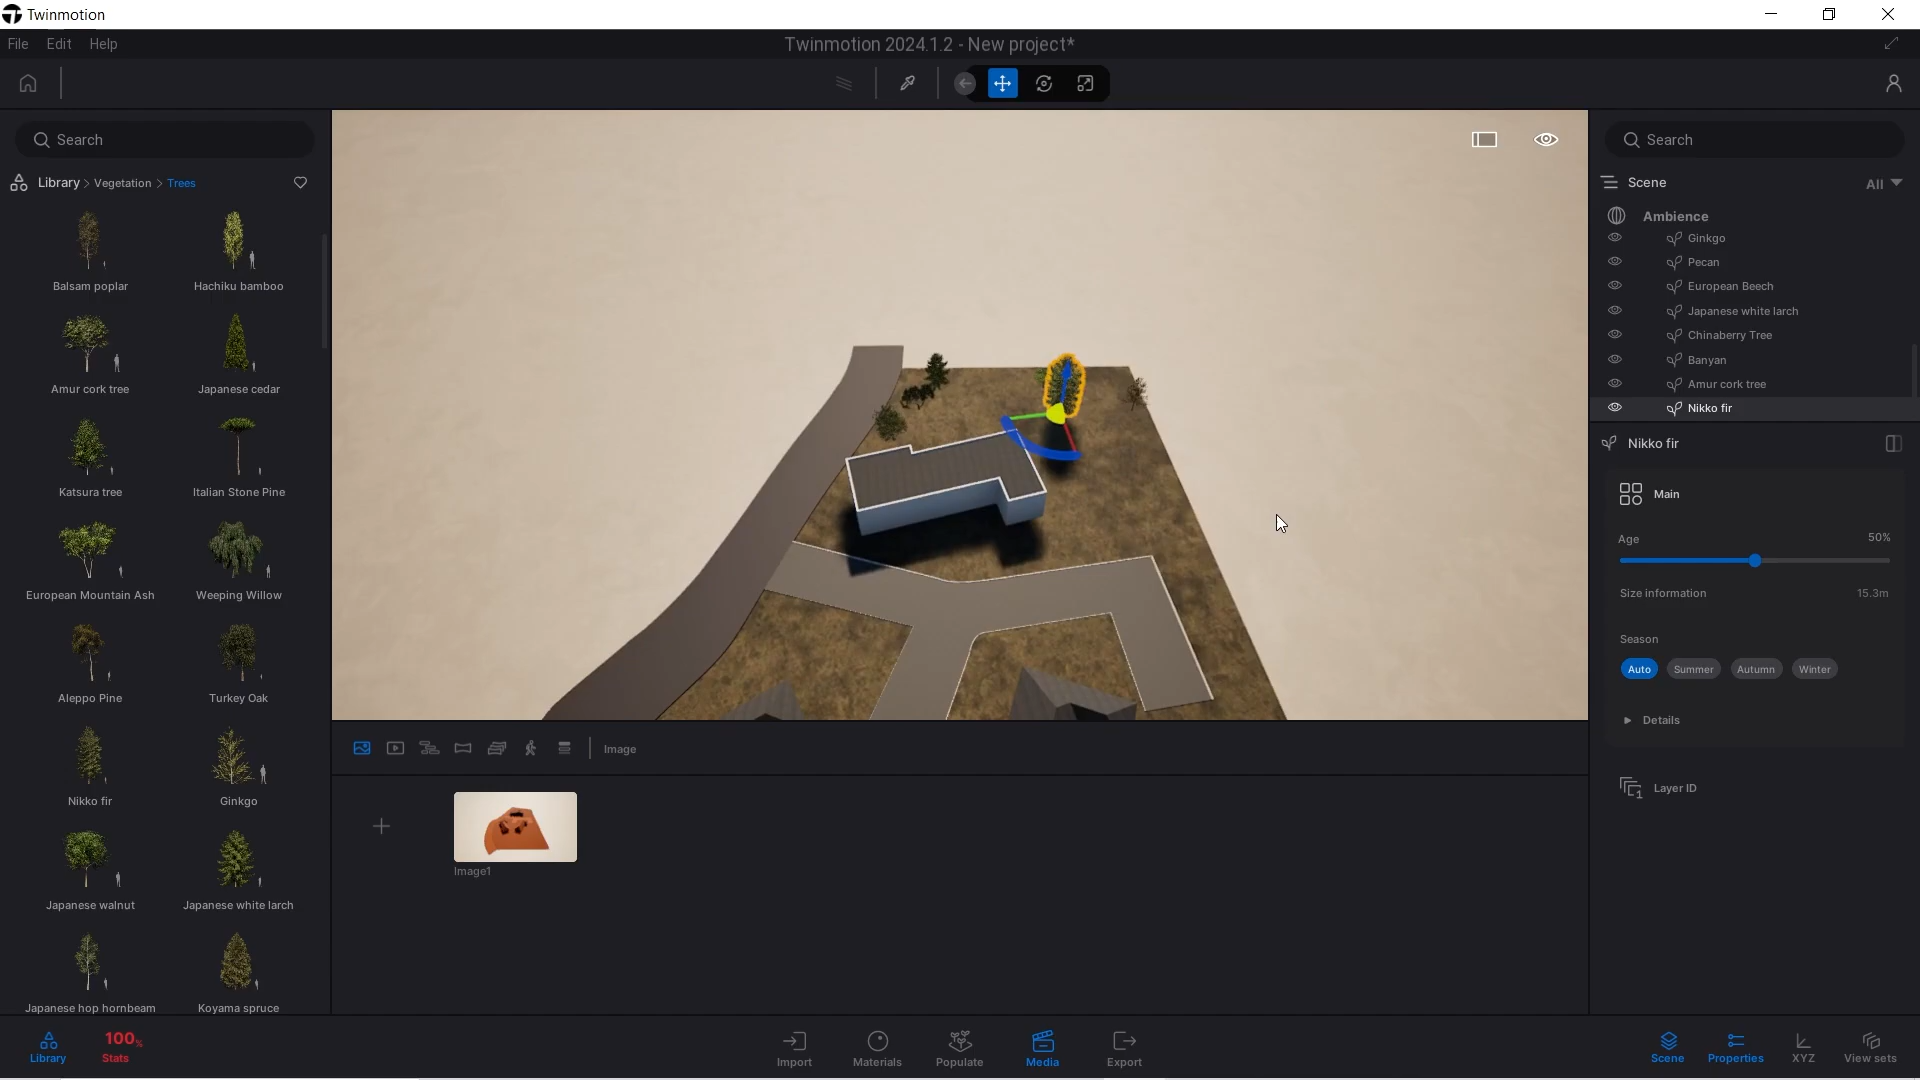 Twinmotion
File Edit Help
Twinmotion 2024.1.2 - New project*
Search
Library > Vegetation > Trees
Balsam poplar
Hachiku bamboo
Amur cork tree
Japanese cedar
Katsura tree
Italian Stone Pine
European Mountain Ash
Weeping Willow
Aleppo Pine
Turkey Oak
Nikko fir
Ginkgo
Japanese walnut
Japanese white larch
Japanese hop hornbeam
Koyama spruce
Library
100%
Stats
Image
Image1
Import
Materials
Populate
Media
Export
Search
Scene
All
Ambience
Ginkgo
Pecan
European Beech
Japanese white larch
Chinaberry Tree
Banyan
Amur cork tree
Nikko fir
Nikko fir
Main
Age 50%
Size information 15.3m
Season
Auto Summer Autumn Winter
Details
1 Layer ID
Scene
Properties
XYZ
View sets